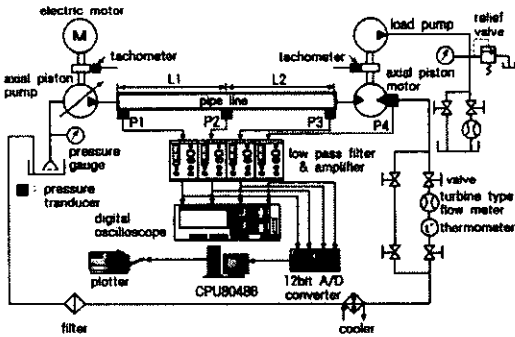 electric motor
M
tachometer
axial piston
pump
L1
L2
pipe line
P1
P2
P3
P4
tachometer
load pump
relief
valve
axial piston
motor
pressure
gauge
: pressure
tranducer
low pass filter
& amplifier
digital
oscilloscope
valve
turbine type
flow meter
thermometer
t°
plotter
CPU80486
12bit A/D
converter
filter
cooler